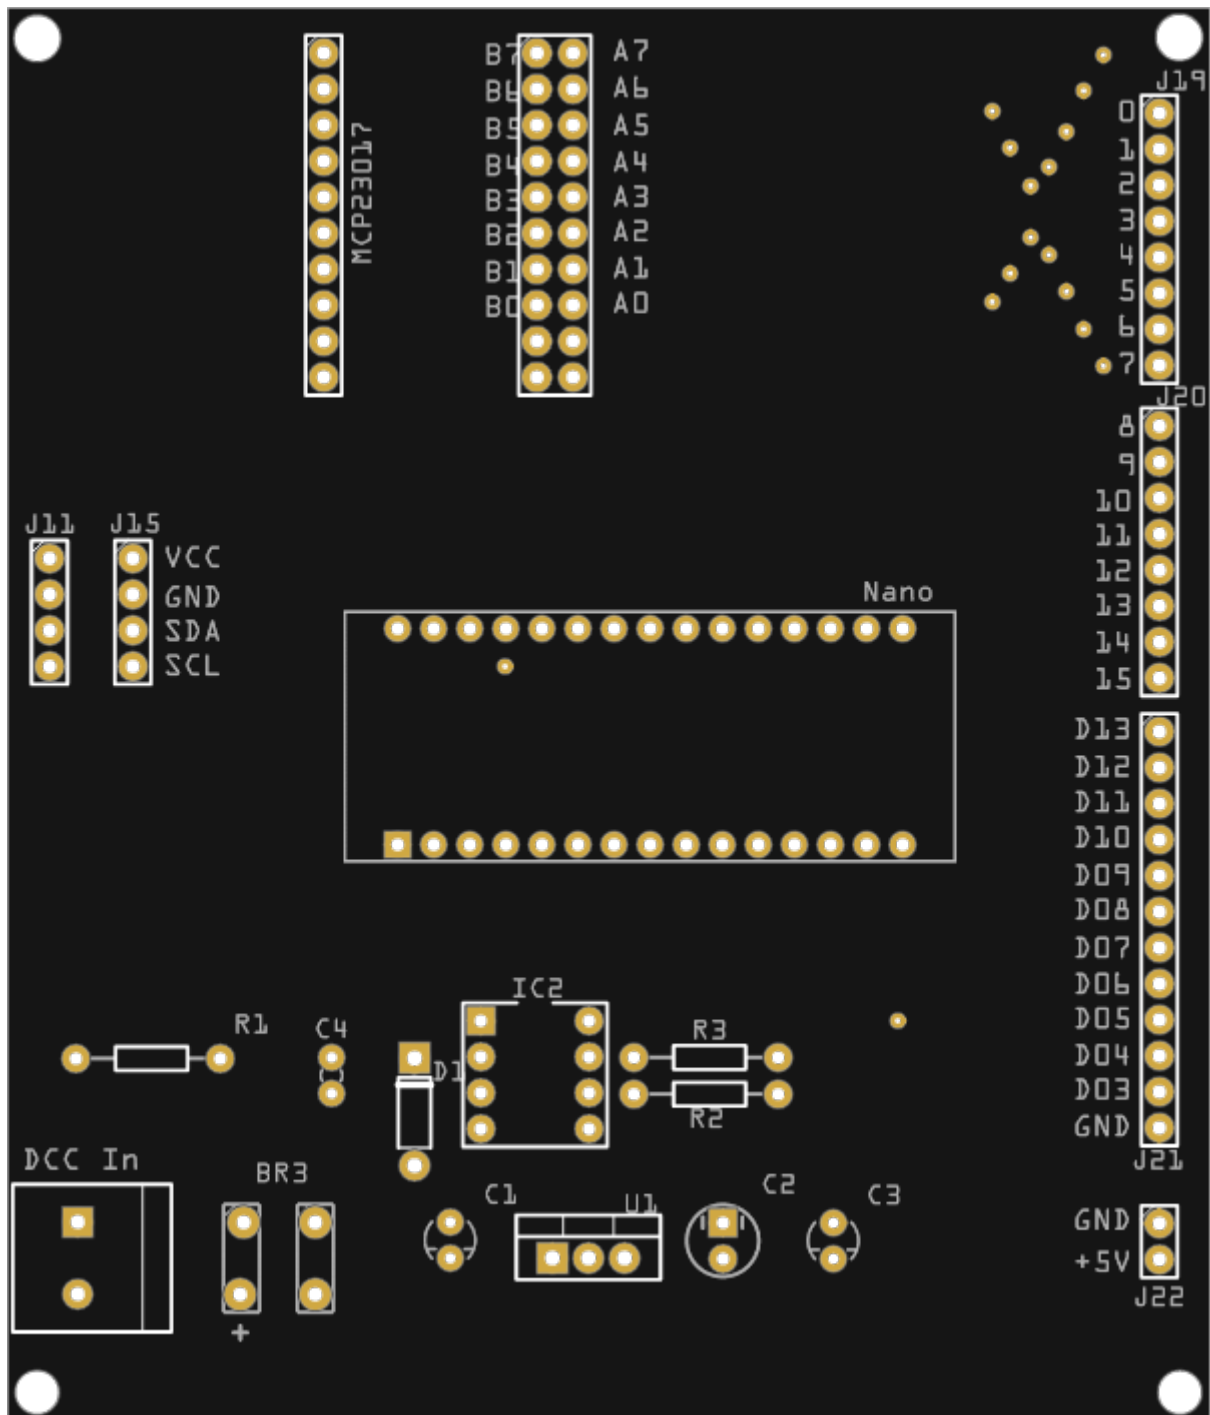 B7 A7
J19
B6 A6
0
B5 A5
1
MCP23017
B4 A4
2
B3 A3
3
B2 A2
4
B1 A1
5
B0 A0
6
7
J20
8
9
10
J11 J15
11
VCC
12
GND
Nano
13
SDA
14
SCL
15
D13
D12
D11
D10
D09
D08
D07
IC2
D06
R1 C4 R3
D05
D1
D04
D03
R2
GND
DCC In
J21
BR3
C1 U1 C2 C3
GND
+5V
J22
+